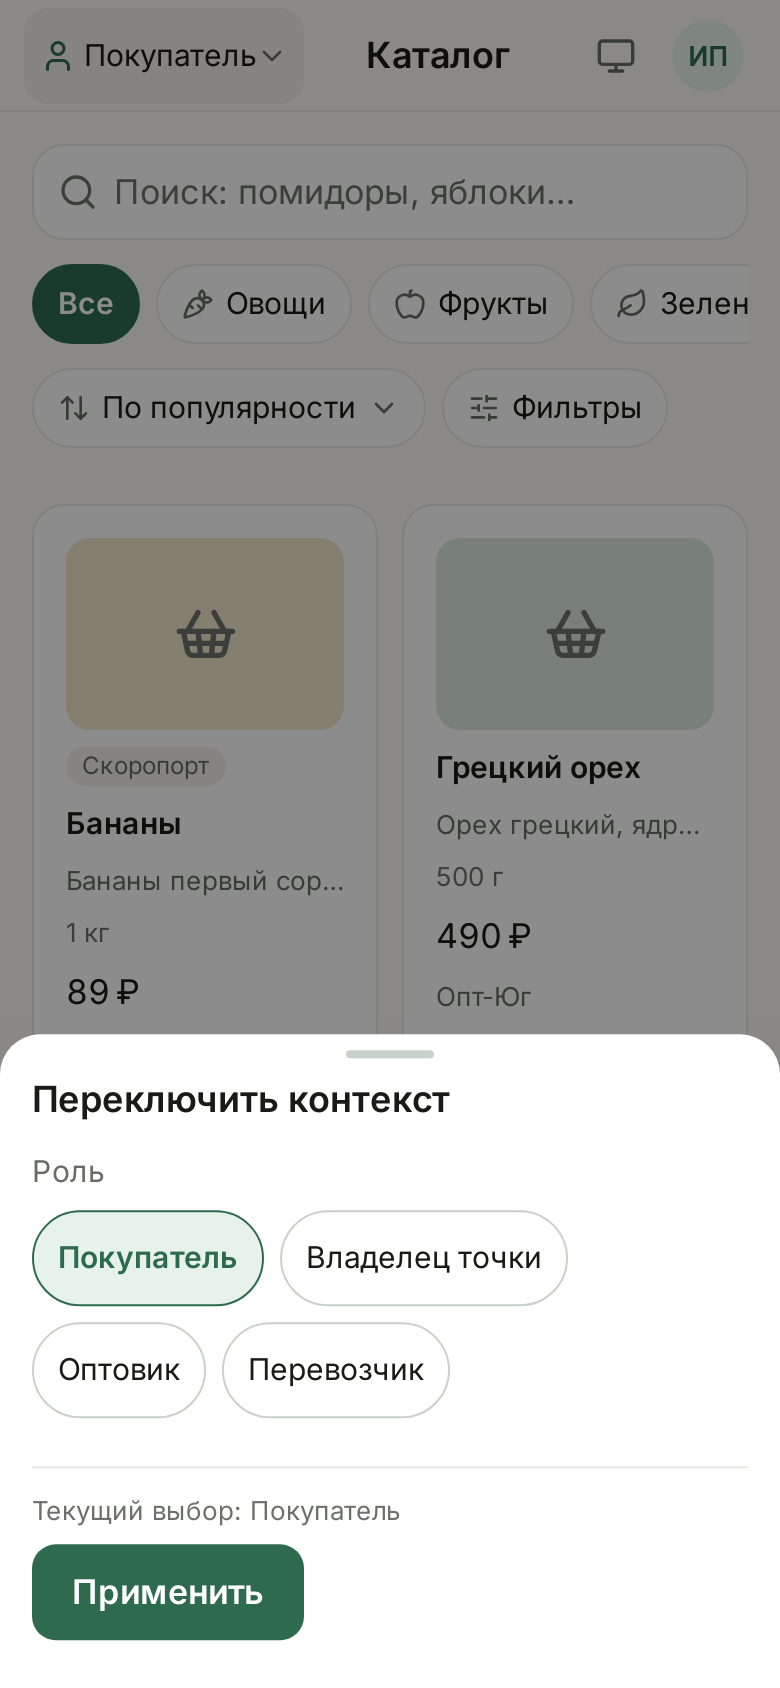 Покупатель
Каталог
ИП
Поиск: помидоры, яблоки...
Все
Овощи
Фрукты
Зелен
По популярности
Фильтры
Скоропорт
Бананы
Бананы первый сор...
1 кг
89 ₽
Грецкий орех
Орех грецкий, ядр...
500 г
490 ₽
Опт-Юг
Переключить контекст
Роль
Покупатель
Владелец точки
Оптовик
Перевозчик
Текущий выбор: Покупатель
Применить